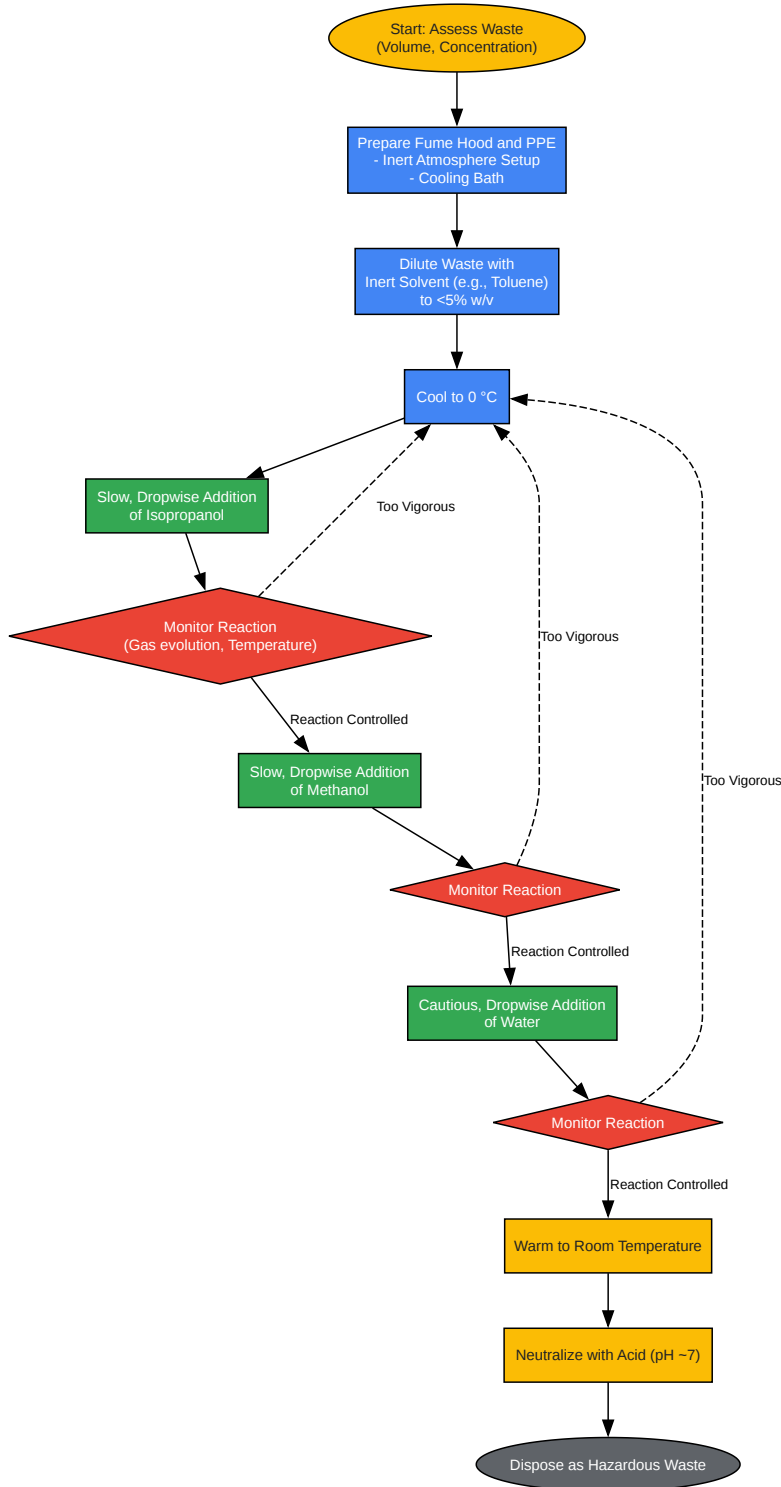 Start: Assess Waste
(Volume, Concentration)
Prepare Fume Hood and PPE
- Inert Atmosphere Setup
- Cooling Bath
Dilute Waste with
Inert Solvent (e.g., Toluene)
to <5% w/v
Cool to 0 °C
Slow, Dropwise Addition
of Isopropanol
Too Vigorous
Monitor Reaction
(Gas evolution, Temperature)
Too Vigorous
Reaction Controlled
Slow, Dropwise Addition
of Methanol
Too Vigorous
Monitor Reaction
Reaction Controlled
Cautious, Dropwise Addition
of Water
Monitor Reaction
Reaction Controlled
Warm to Room Temperature
Neutralize with Acid (pH ~7)
Dispose as Hazardous Waste